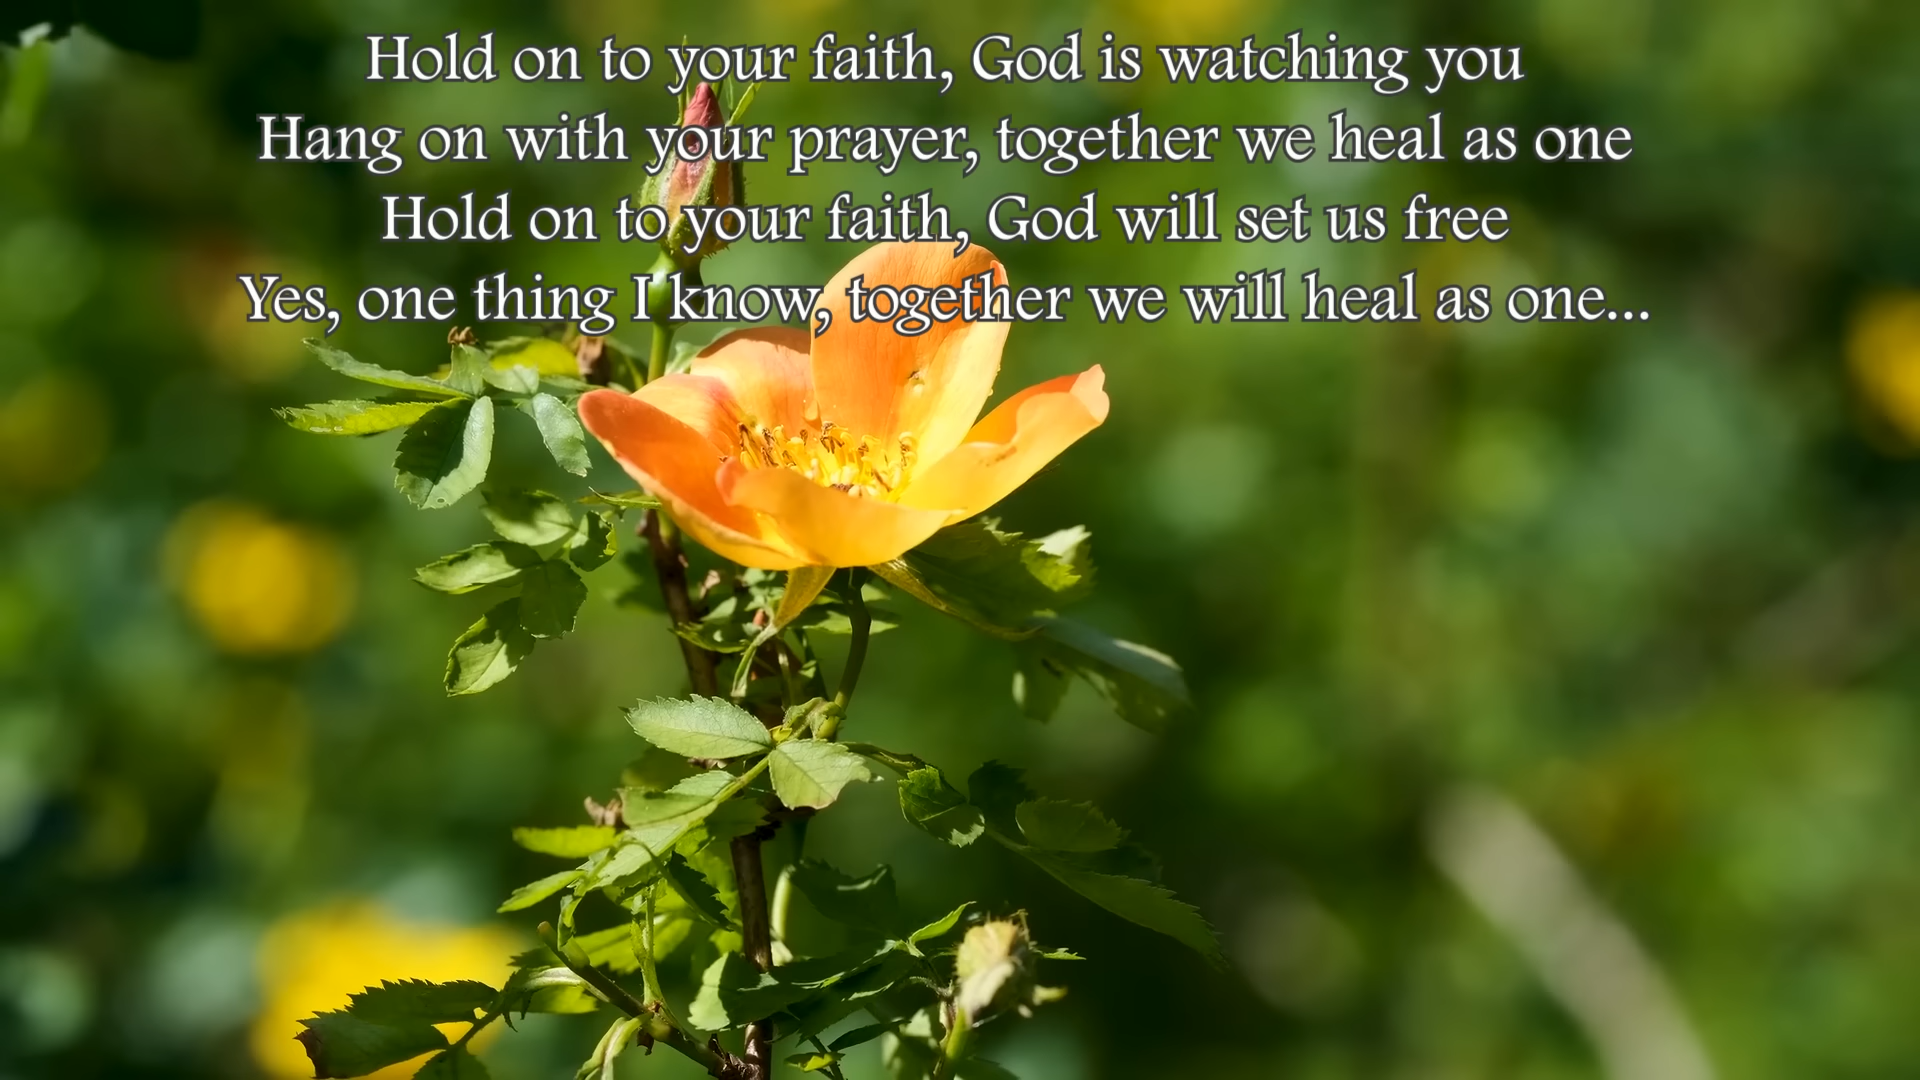 Hold on to your faith, God is watching you
Hang on with your prayer, together we heal as one
Hold on to your faith, God will set us free
Yes, one thing I know, together we will heal as one...